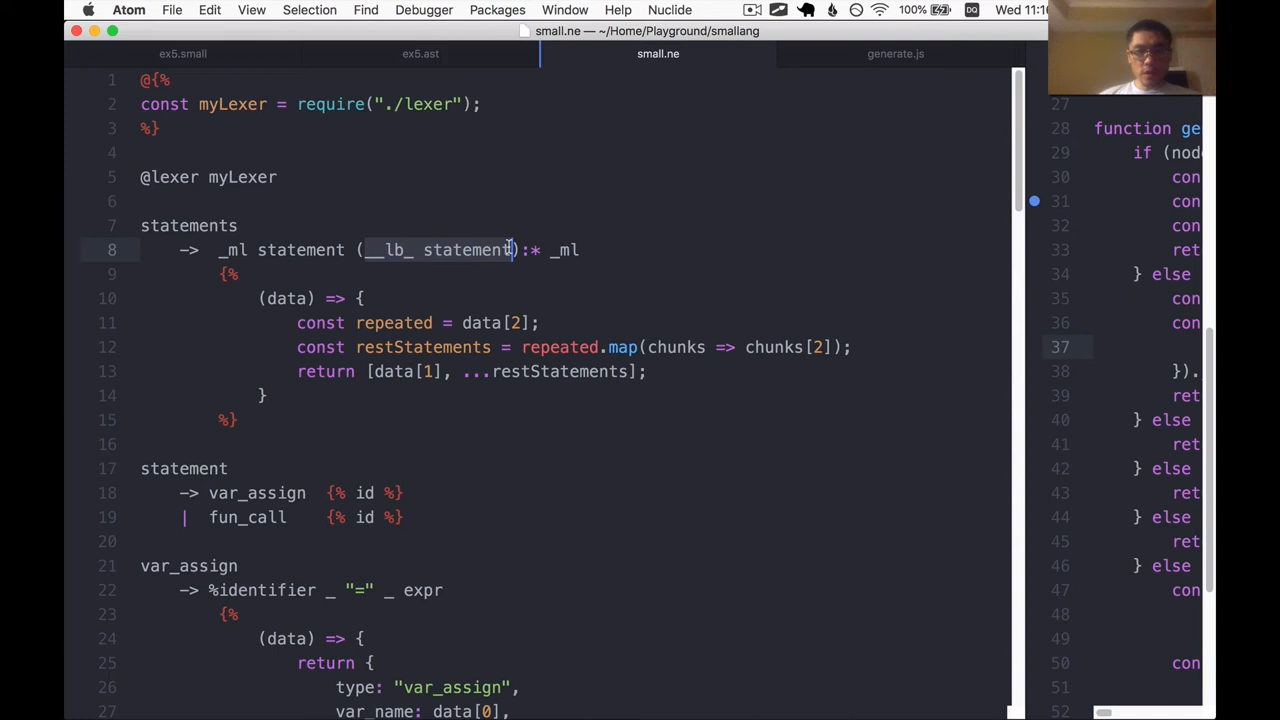 Atom File Edit View Selection Find Debugger Packages Window Help Nuclide 100% DQ Wed 11:1
small.ne — ~/Home/Playground/smallang
ex5.small ex5.ast small.ne generate.js
1 @{%
2 const myLexer = require("./lexer");
3 %}
4
5 @lexer myLexer
6
7 statements
8 -> _ml statement (__lb_ statement):* _ml
9 {%
10 (data) => {
11 const repeated = data[2];
12 const restStatements = repeated.map(chunks => chunks[2]);
13 return [data[1], ...restStatements];
14 }
15 %}
16
17 statement
18 -> var_assign {% id %}
19 | fun_call {% id %}
20
21 var_assign
22 -> %identifier _ "=" _ expr
23 {%
24 (data) => {
25 return {
26 type: "var_assign",
27 var_name: data[0],
27
28 function ge
29 if (nod
30 con
31 con
32 con
33 ret
34 } else
35 con
36 con
37
38 }).
39 ret
40 } else
41 ret
42 } else
43 ret
44 } else
45 ret
46 } else
47 con
48
49
50 con
51
52